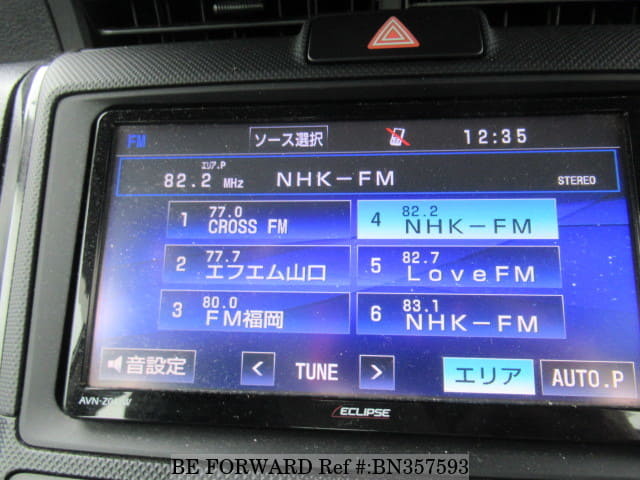 FM ソース選択 12:35
エリア.P
82.2 MHz NHK-FM STEREO
1 77.0 CROSS FM
4 82.2 NHK-FM
2 77.7 エフエム山口
5 82.7 LoveFM
3 80.0 FM福岡
6 83.1 NHK-FM
音設定 < TUNE > エリア AUTO.P
ECLIPSE
BE FORWARD Ref #:BN357593